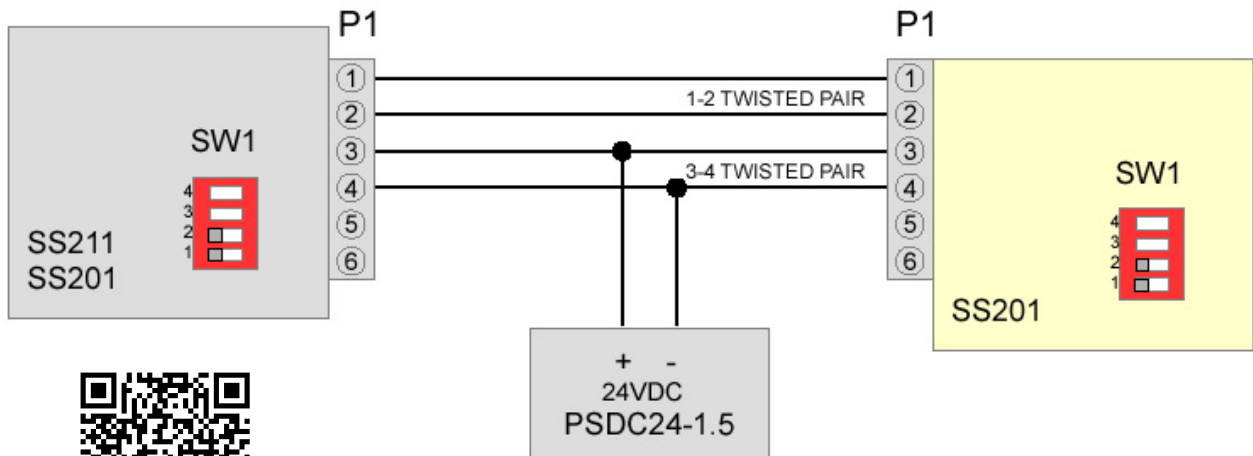 P1
P1
1
2
3
4
5
6
1-2 TWISTED PAIR
3-4 TWISTED PAIR
1
2
3
4
5
6
SW1
4
3
2
1
SS211
SS201
SW1
4
3
2
1
SS201
+ -
24VDC
PSDC24-1.5